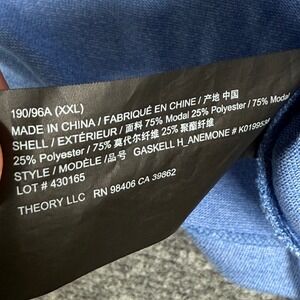 190/96A (XXL)
MADE IN CHINA / FABRIQUÉ EN CHINE / 产地 中国
SHELL / EXTÉRIEUR / 面料 75% Modal 25% Polyester / 75% Modal
25% Polyester / 75% 莫代尔纤维 25% 聚酯纤维
STYLE / MODÈLE /品号 GASKELL H_ANEMONE #
LOT # 430165
THEORY LLC RN 98406 CA 39862